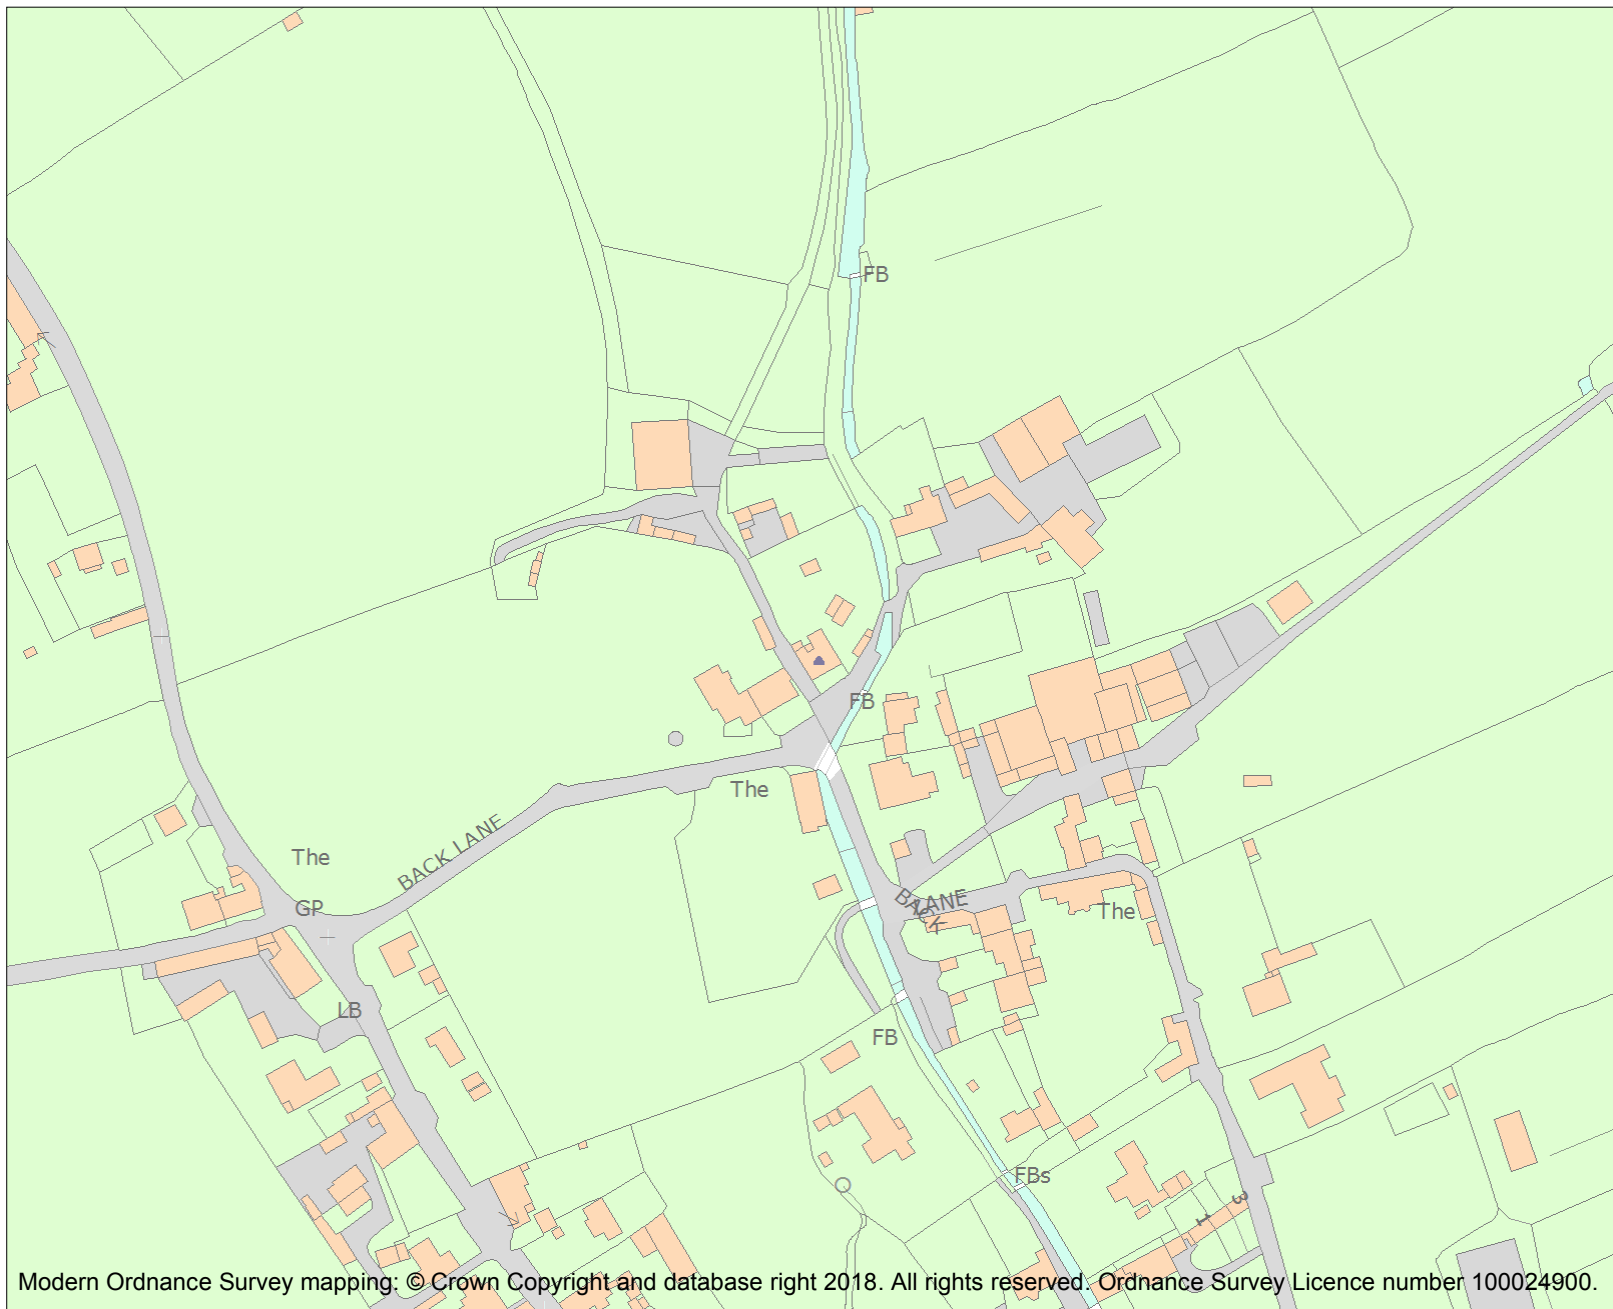 FB
FB
The
BACK LANE
The
GP
BACK
LANE
The
LB
FB
FBs
3
1
Modern Ordnance Survey mapping: © Crown Copyright and database right 2018. All rights reserved. Ordnance Survey Licence number 100024900.